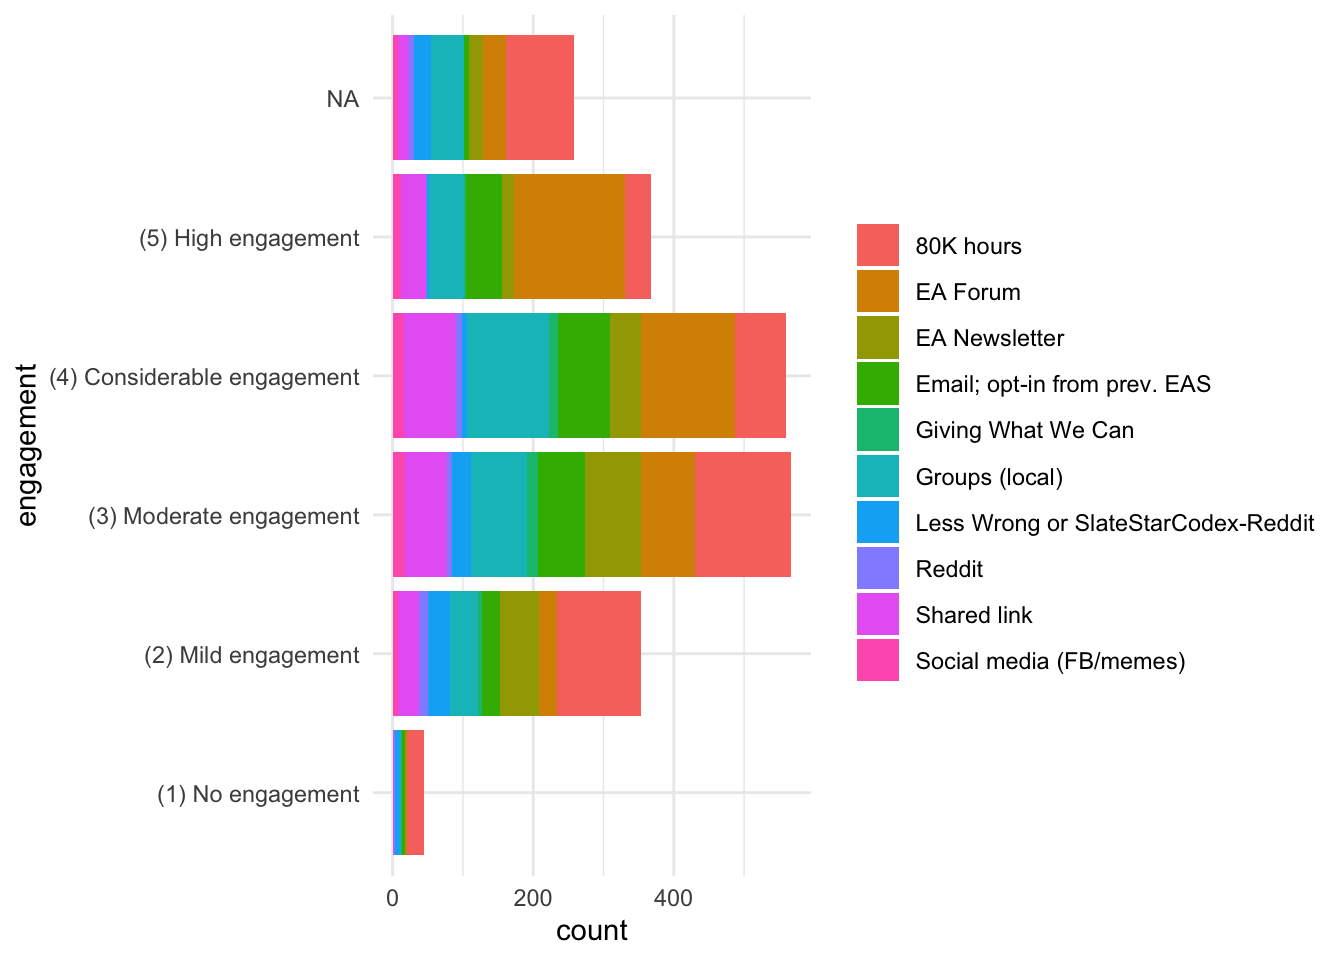 NA
(5) High engagement
(4) Considerable engagement
(3) Moderate engagement
(2) Mild engagement
(1) No engagement
engagement
0
200
400
count
80K hours
EA Forum
EA Newsletter
Email; opt-in from prev. EAS
Giving What We Can
Groups (local)
Less Wrong or SlateStarCodex-Reddit
Reddit
Shared link
Social media (FB/memes)